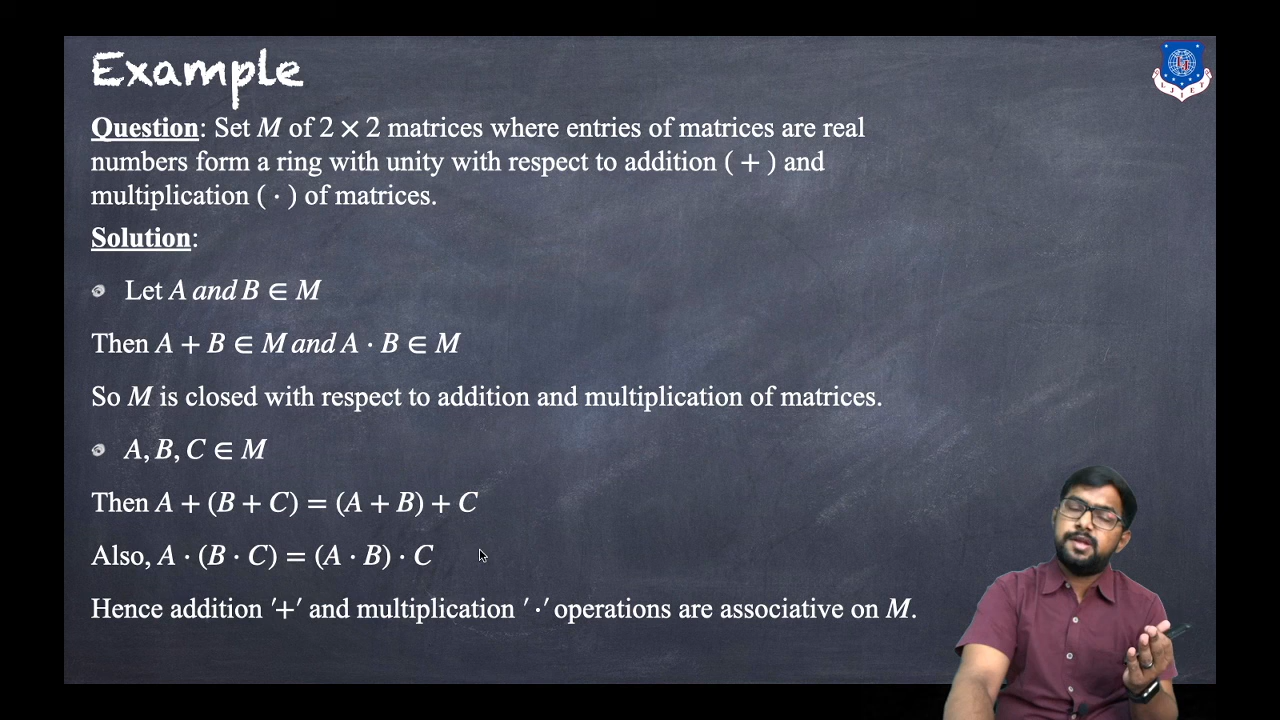 Example
Question: Set M of 2 × 2 matrices where entries of matrices are real
numbers form a ring with unity with respect to addition ( + ) and
multiplication ( · ) of matrices.
Solution:
Let A and B ∈ M
Then A + B ∈ M and A · B ∈ M
So M is closed with respect to addition and multiplication of matrices.
A, B, C ∈ M
Then A + (B + C) = (A + B) + C
Also, A · (B · C) = (A · B) · C
Hence addition ′+′ and multiplication ′ ·′ operations are associative on M.
LJIET